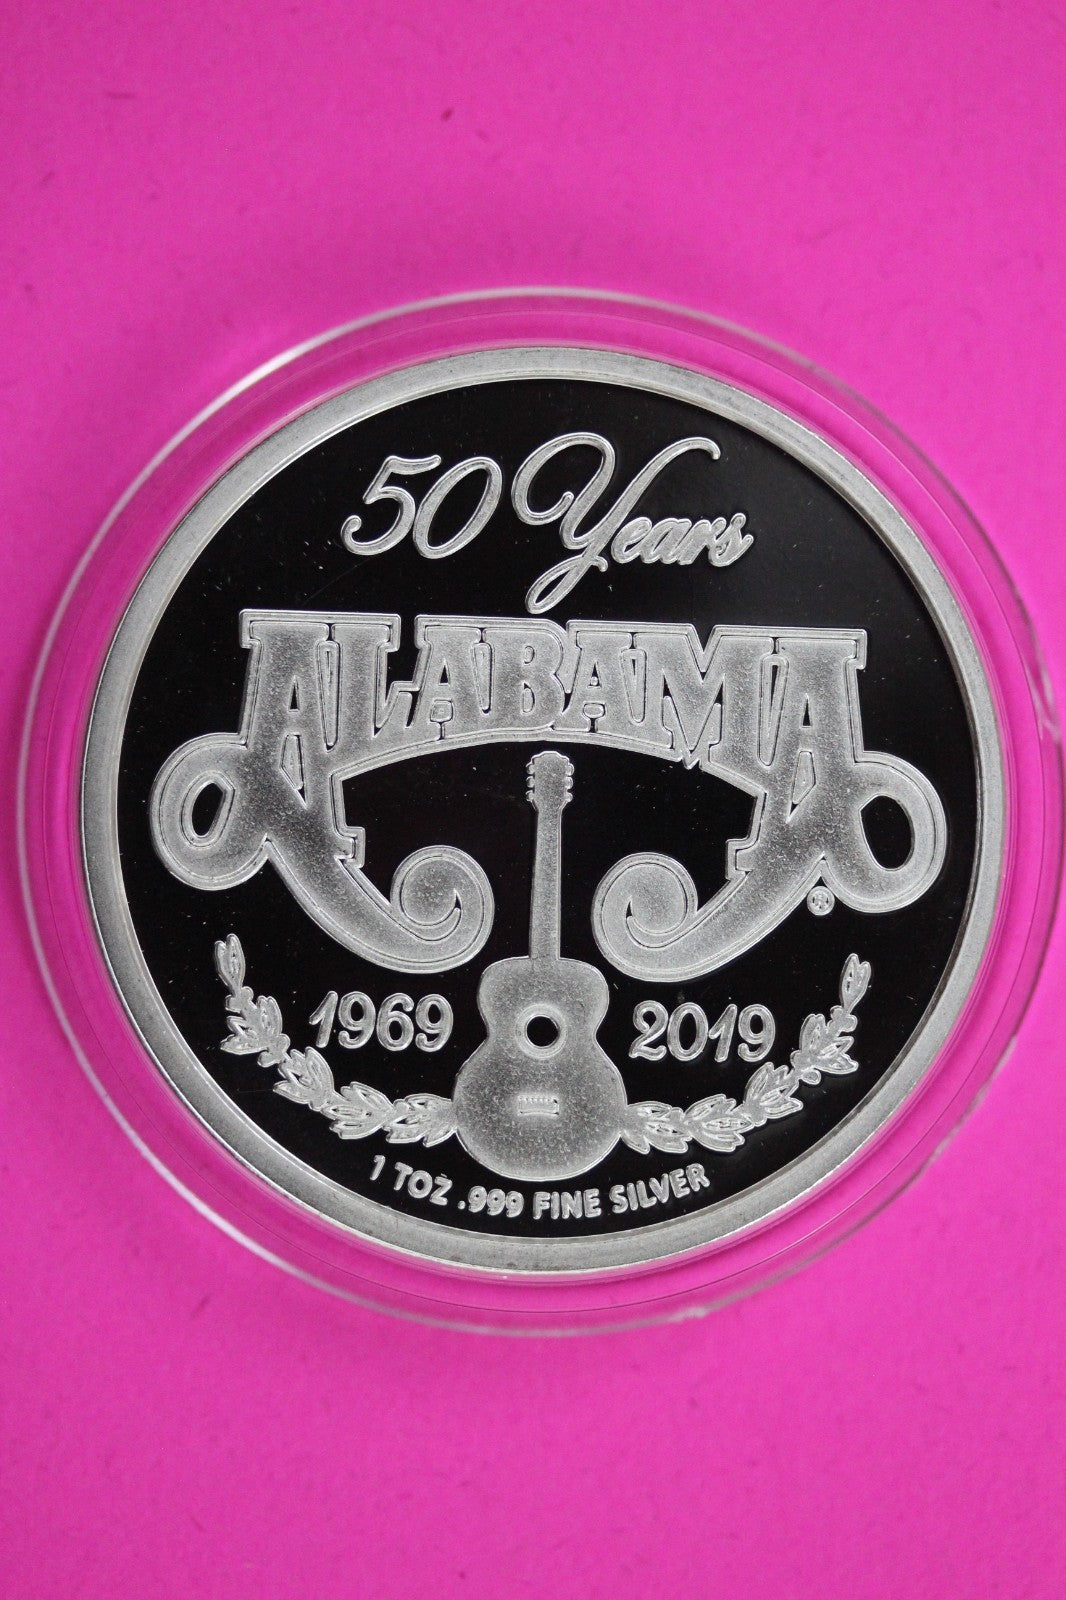 50 Years
ALABAMA
®
1969 2019
1 TOZ .999 FINE SILVER